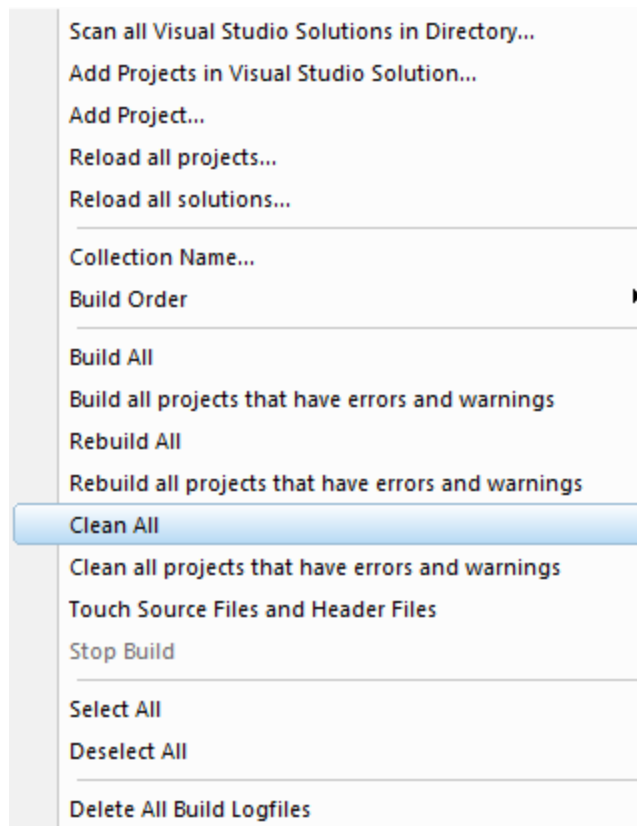 Scan all Visual Studio Solutions in Directory...
Add Projects in Visual Studio Solution...
Add Project...
Reload all projects...
Reload all solutions...
Collection Name...
Build Order
Build All
Build all projects that have errors and warnings
Rebuild All
Rebuild all projects that have errors and warnings
Clean All
Clean all projects that have errors and warnings
Touch Source Files and Header Files
Stop Build
Select All
Deselect All
Delete All Build Logfiles